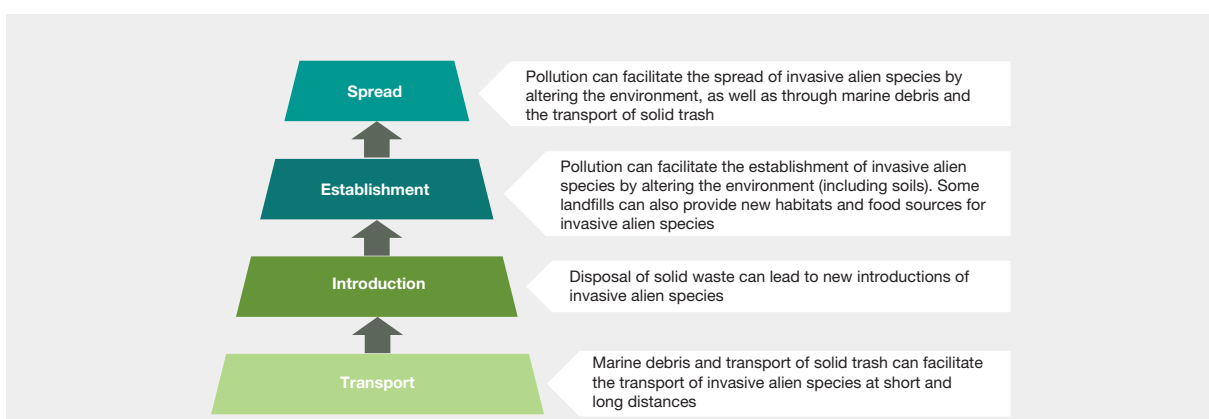 Spread
Pollution can facilitate the spread of invasive alien species by
altering the environment, as well as through marine debris and
the transport of solid trash
Establishment
Pollution can facilitate the establishment of invasive alien
species by altering the environment (including soils). Some
landfills can also provide new habitats and food sources for
invasive alien species
Introduction
Disposal of solid waste can lead to new introductions of
invasive alien species
Transport
Marine debris and transport of solid trash can facilitate
the transport of invasive alien species at short and
long distances